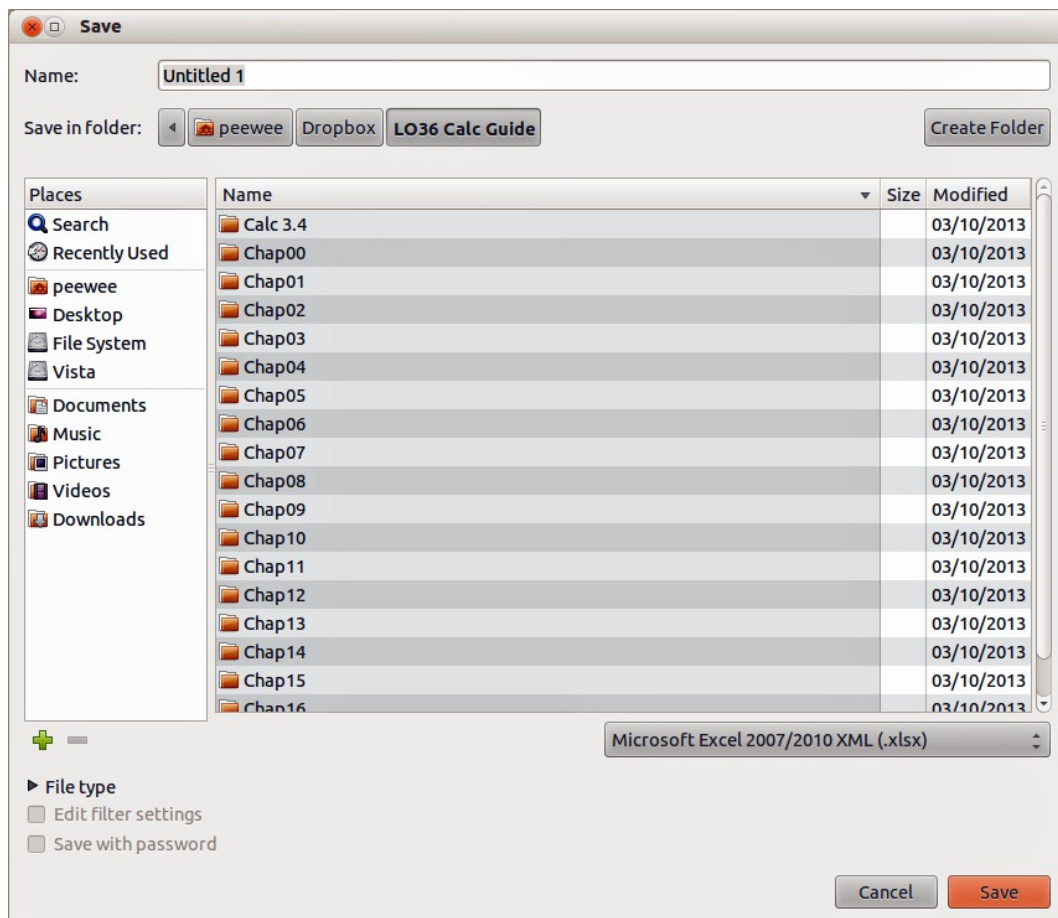 Save
Name: Untitled 1
Save in folder: peewee Dropbox LO36 Calc Guide Create Folder
Places
Search
Recently Used
peewee
Desktop
File System
Vista
Documents
Music
Pictures
Videos
Downloads
Name Size Modified
Calc 3.4 03/10/2013
Chap00 03/10/2013
Chap01 03/10/2013
Chap02 03/10/2013
Chap03 03/10/2013
Chap04 03/10/2013
Chap05 03/10/2013
Chap06 03/10/2013
Chap07 03/10/2013
Chap08 03/10/2013
Chap09 03/10/2013
Chap10 03/10/2013
Chap11 03/10/2013
Chap12 03/10/2013
Chap13 03/10/2013
Chap14 03/10/2013
Chap15 03/10/2013
Chap16 03/10/2013
Microsoft Excel 2007/2010 XML (.xlsx)
File type
Edit filter settings
Save with password
Cancel Save